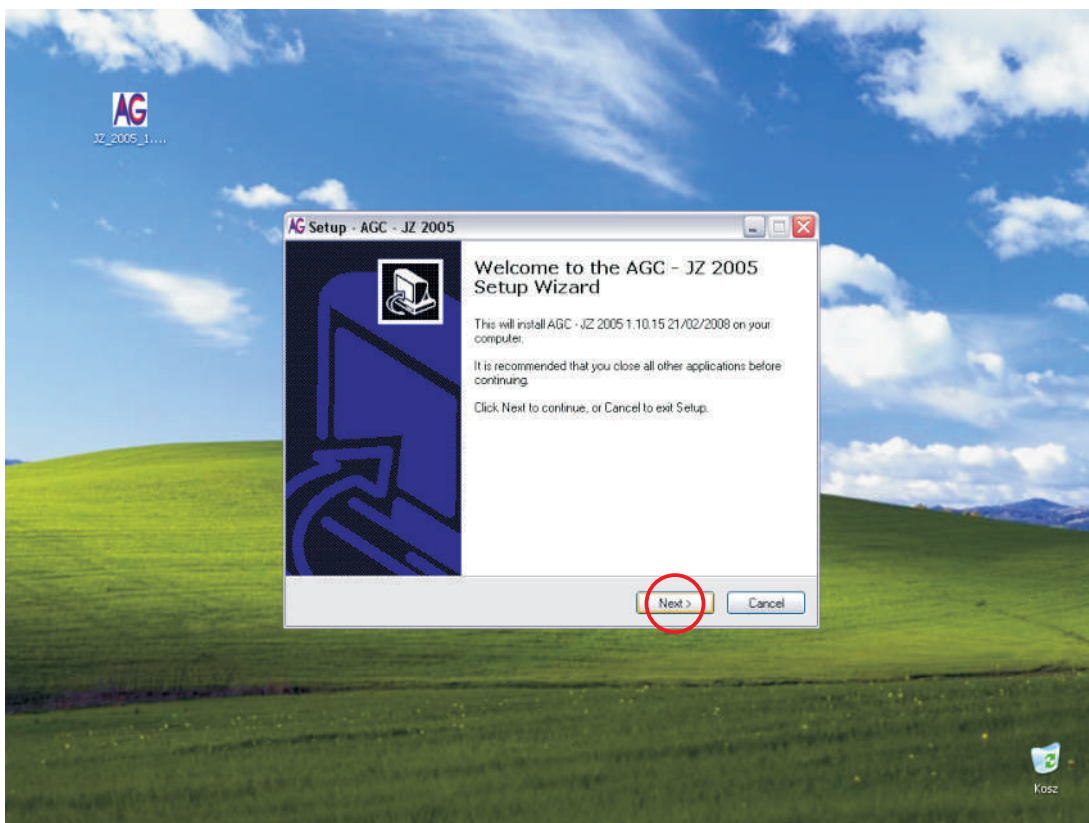 AG
JZ_2005_1....
AG Setup - AGC - JZ 2005
Welcome to the AGC - JZ 2005
Setup Wizard
This will install AGC - JZ 2005 1.10.15 21/02/2008 on your
computer.
It is recommended that you close all other applications before
continuing.
Click Next to continue, or Cancel to exit Setup.
Next >
Cancel
Kosz